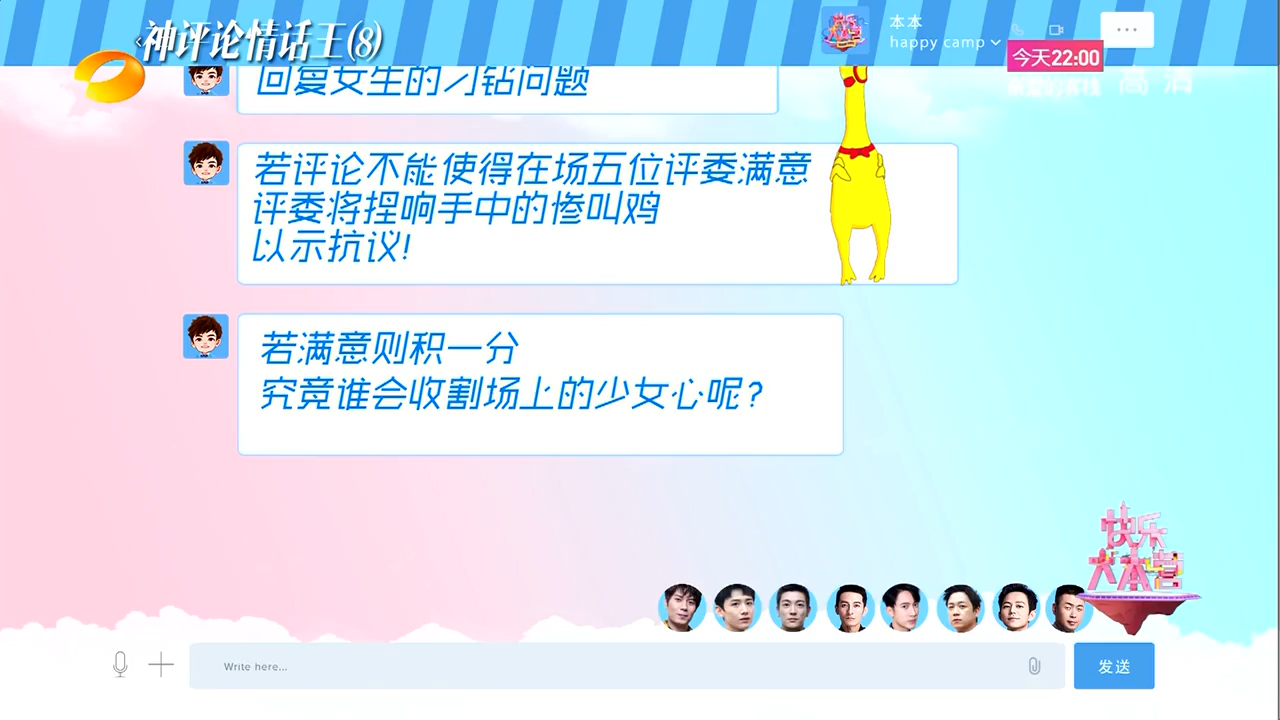 神评论情话王(8)
本本
happy camp
今天22:00
高清
回复女生的刁钻问题
若评论不能使得在场五位评委满意
评委将捏响手中的惨叫鸡
以示抗议!
若满意则积一分
究竟谁会收割场上的少女心呢?
快乐
大本营
Write here...
发送